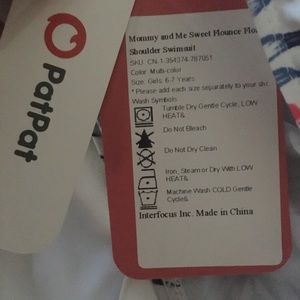 PatPat
Mommy and Me Sweet Flounce Flo
Shoulder Swimsuit
SKU: CN-1-354374-787051
Color: Multi-color
Size: Girls: 6-7 Years
* Please add each size separately to your sh
Wash Symbols
Tumble Dry Gentle Cycle, LOW
HEAT&
Do Not Bleach
Do Not Dry Clean
Iron, Steam or Dry With LOW
HEAT&
Machine Wash COLD Gentle
Cycle&
Interfocus Inc. Made in China